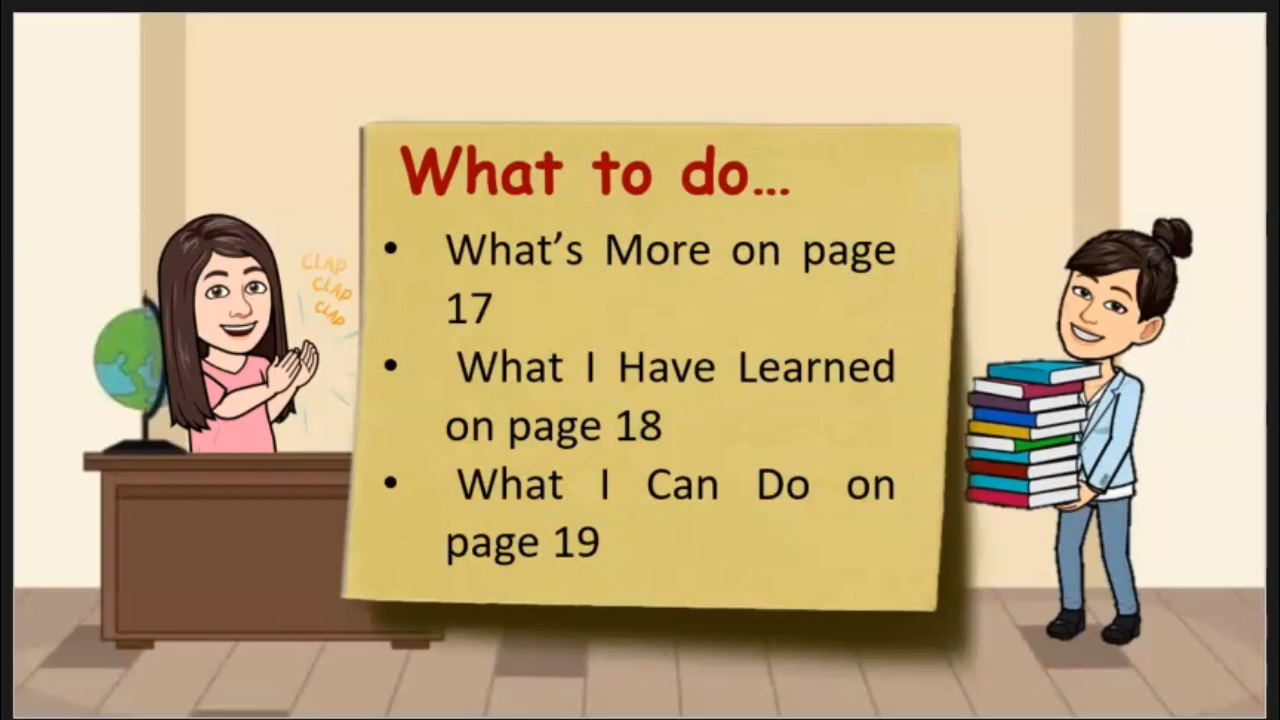 CLAP
CLAP
CLAP
What to do...
• What's More on page
17
• What I Have Learned
on page 18
• What I Can Do on
page 19